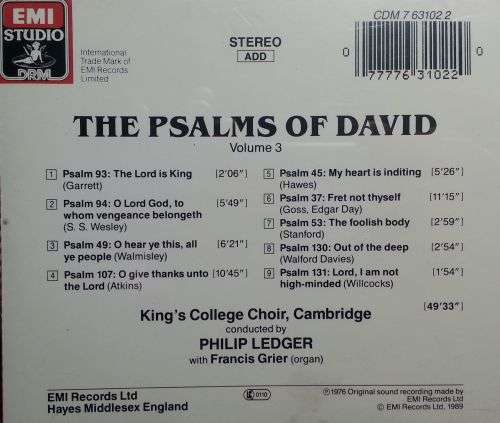 EMI
STUDIO
DRM
International
Trade Mark of
EMI Records
Limited
STEREO
ADD
CDM 7 63102 2
0 77776 31022 0
THE PSALMS OF DAVID
Volume 3
1 Psalm 93: The Lord is King [2'06"]
(Garrett)
2 Psalm 94: O Lord God, to [5'49"]
whom vengeance belongeth
(S. S. Wesley)
3 Psalm 49: O hear ye this, all [6'21"]
ye people (Walmisley)
4 Psalm 107: O give thanks unto [10'45"]
the Lord (Atkins)
5 Psalm 45: My heart is inditing [5'26"]
(Hawes)
6 Psalm 37: Fret not thyself [11'15"]
(Goss, Edgar Day)
7 Psalm 53: The foolish body [2'59"]
(Stanford)
8 Psalm 130: Out of the deep [2'54"]
(Walford Davies)
9 Psalm 131: Lord, I am not [1'54"]
high-minded (Willcocks)
[49'33"]
King's College Choir, Cambridge
conducted by
PHILIP LEDGER
with Francis Grier (organ)
EMI Records Ltd
Hayes Middlesex England
LC 0110
℗1976 Original sound recording made by
EMI Records Ltd
© EMI Records Ltd, 1989